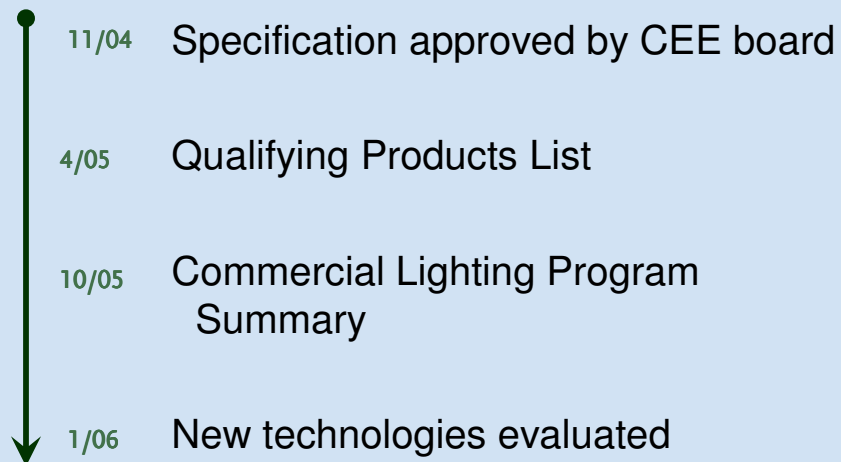 11/04 Specification approved by CEE board
4/05 Qualifying Products List
10/05 Commercial Lighting Program
Summary
1/06 New technologies evaluated